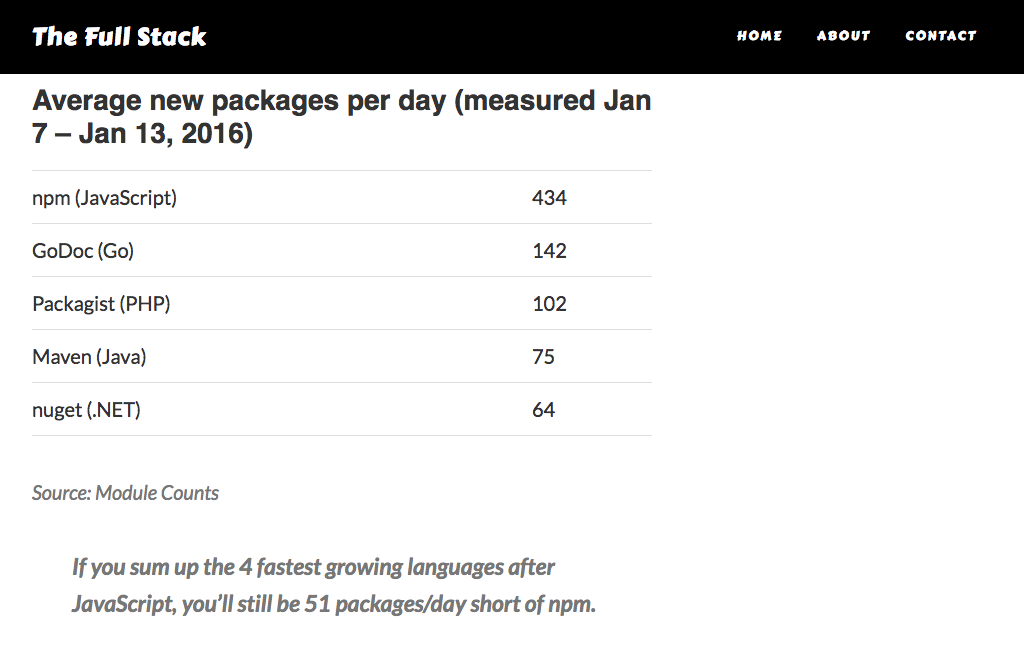 The Full Stack
HOME ABOUT CONTACT
Average new packages per day (measured Jan
7 – Jan 13, 2016)
npm (JavaScript) 434
GoDoc (Go) 142
Packagist (PHP) 102
Maven (Java) 75
nuget (.NET) 64
Source: Module Counts
If you sum up the 4 fastest growing languages after
JavaScript, you’ll still be 51 packages/day short of npm.